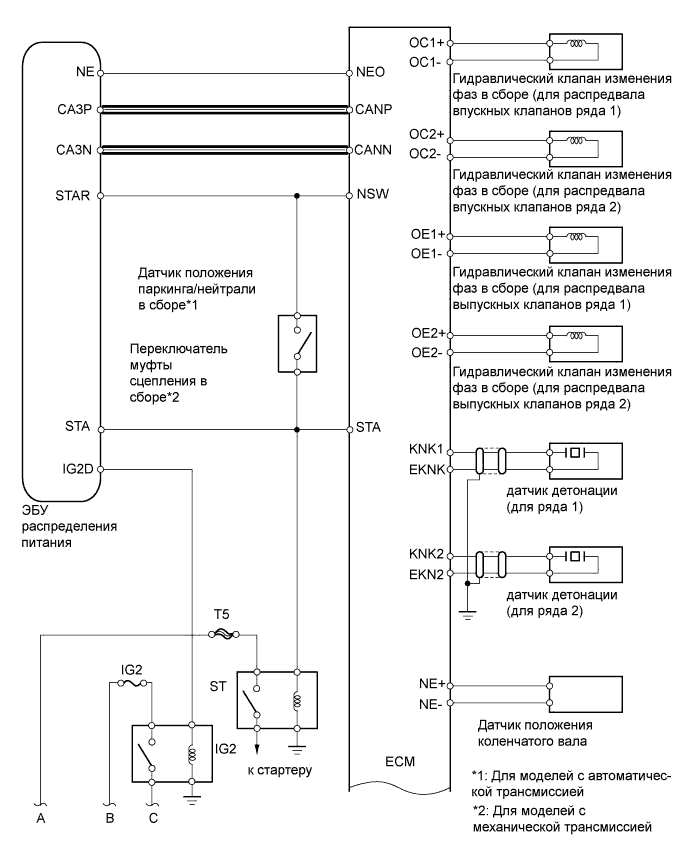 NE
CA3P
CA3N
STAR
STA
IG2D
ЭБУ
распределения
питания
Датчик положения
паркинга/нейтрали
в сборе*1
Переключатель
муфты
сцепления в
сборе*2
T5
IG2
ST
IG2
к стартеру
A
B
C
NEO
CANP
CANN
NSW
STA
ECM
OC1+
OC1-
Гидравлический клапан изменения
фаз в сборе (для распредвала
впускных клапанов ряда 1)
OC2+
OC2-
Гидравлический клапан изменения
фаз в сборе (для распредвала
впускных клапанов ряда 2)
OE1+
OE1-
Гидравлический клапан изменения
фаз в сборе (для распредвала
выпускных клапанов ряда 1)
OE2+
OE2-
Гидравлический клапан изменения
фаз в сборе (для распредвала
выпускных клапанов ряда 2)
KNK1
EKNK
датчик детонации
(для ряда 1)
KNK2
EKN2
датчик детонации
(для ряда 2)
NE+
NE-
Датчик положения
коленчатого вала
*1: Для моделей с автоматичес-
кой трансмиссией
*2: Для моделей с
механической трансмиссией